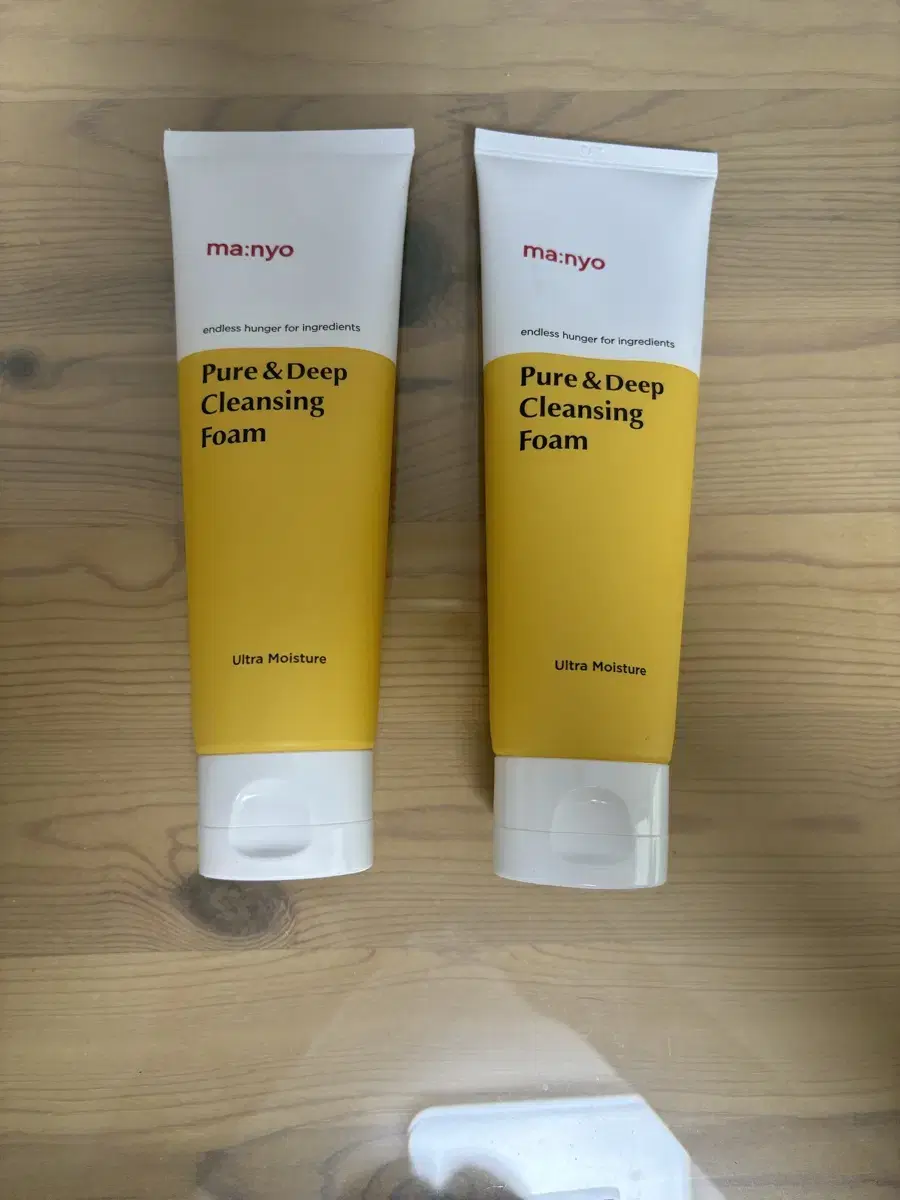 ma:nyo
endless hunger for ingredients
Pure & Deep
Cleansing
Foam
Ultra Moisture
ma:nyo
endless hunger for ingredients
Pure & Deep
Cleansing
Foam
Ultra Moisture